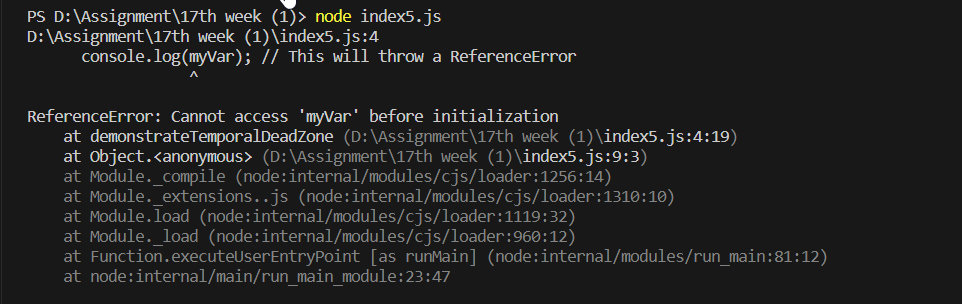 PS D:\Assignment\17th week (1)> node index5.js
D:\Assignment\17th week (1)\index5.js:4
console.log(myVar); // This will throw a ReferenceError
^
ReferenceError: Cannot access 'myVar' before initialization
at demonstrateTemporalDeadZone (D:\Assignment\17th week (1)\index5.js:4:19)
at Object.<anonymous> (D:\Assignment\17th week (1)\index5.js:9:3)
at Module._compile (node:internal/modules/cjs/loader:1256:14)
at Module._extensions..js (node:internal/modules/cjs/loader:1310:10)
at Module.load (node:internal/modules/cjs/loader:1119:32)
at Module._load (node:internal/modules/cjs/loader:960:12)
at Function.executeUserEntryPoint [as runMain] (node:internal/modules/run_main:81:12)
at node:internal/main/run_main_module:23:47